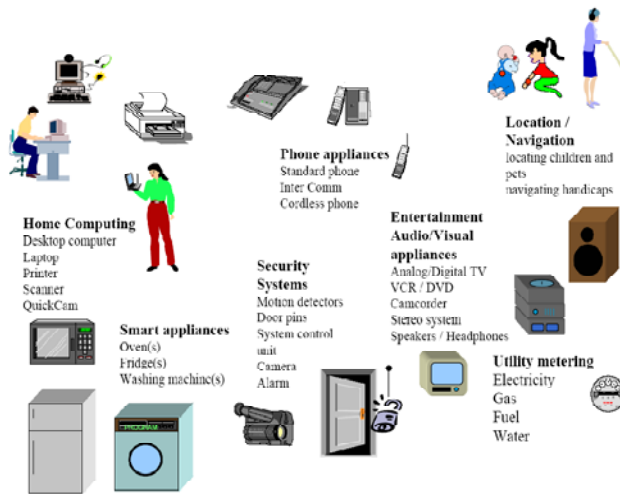 Location /
Navigation
locating children and
pets
navigating handicaps
Phone appliances
Standard phone
Inter Comm
Cordless phone
Home Computing
Desktop computer
Laptop
Printer
Scanner
QuickCam
Entertainment
Audio/Visual
appliances
Analog/Digital TV
VCR / DVD
Camcorder
Stereo system
Speakers / Headphones
Security
Systems
Motion detectors
Door pins
System control
unit
Camera
Alarm
Smart appliances
Oven(s)
Fridge(s)
Washing machine(s)
Utility metering
Electricity
Gas
Fuel
Water
PROGRAM